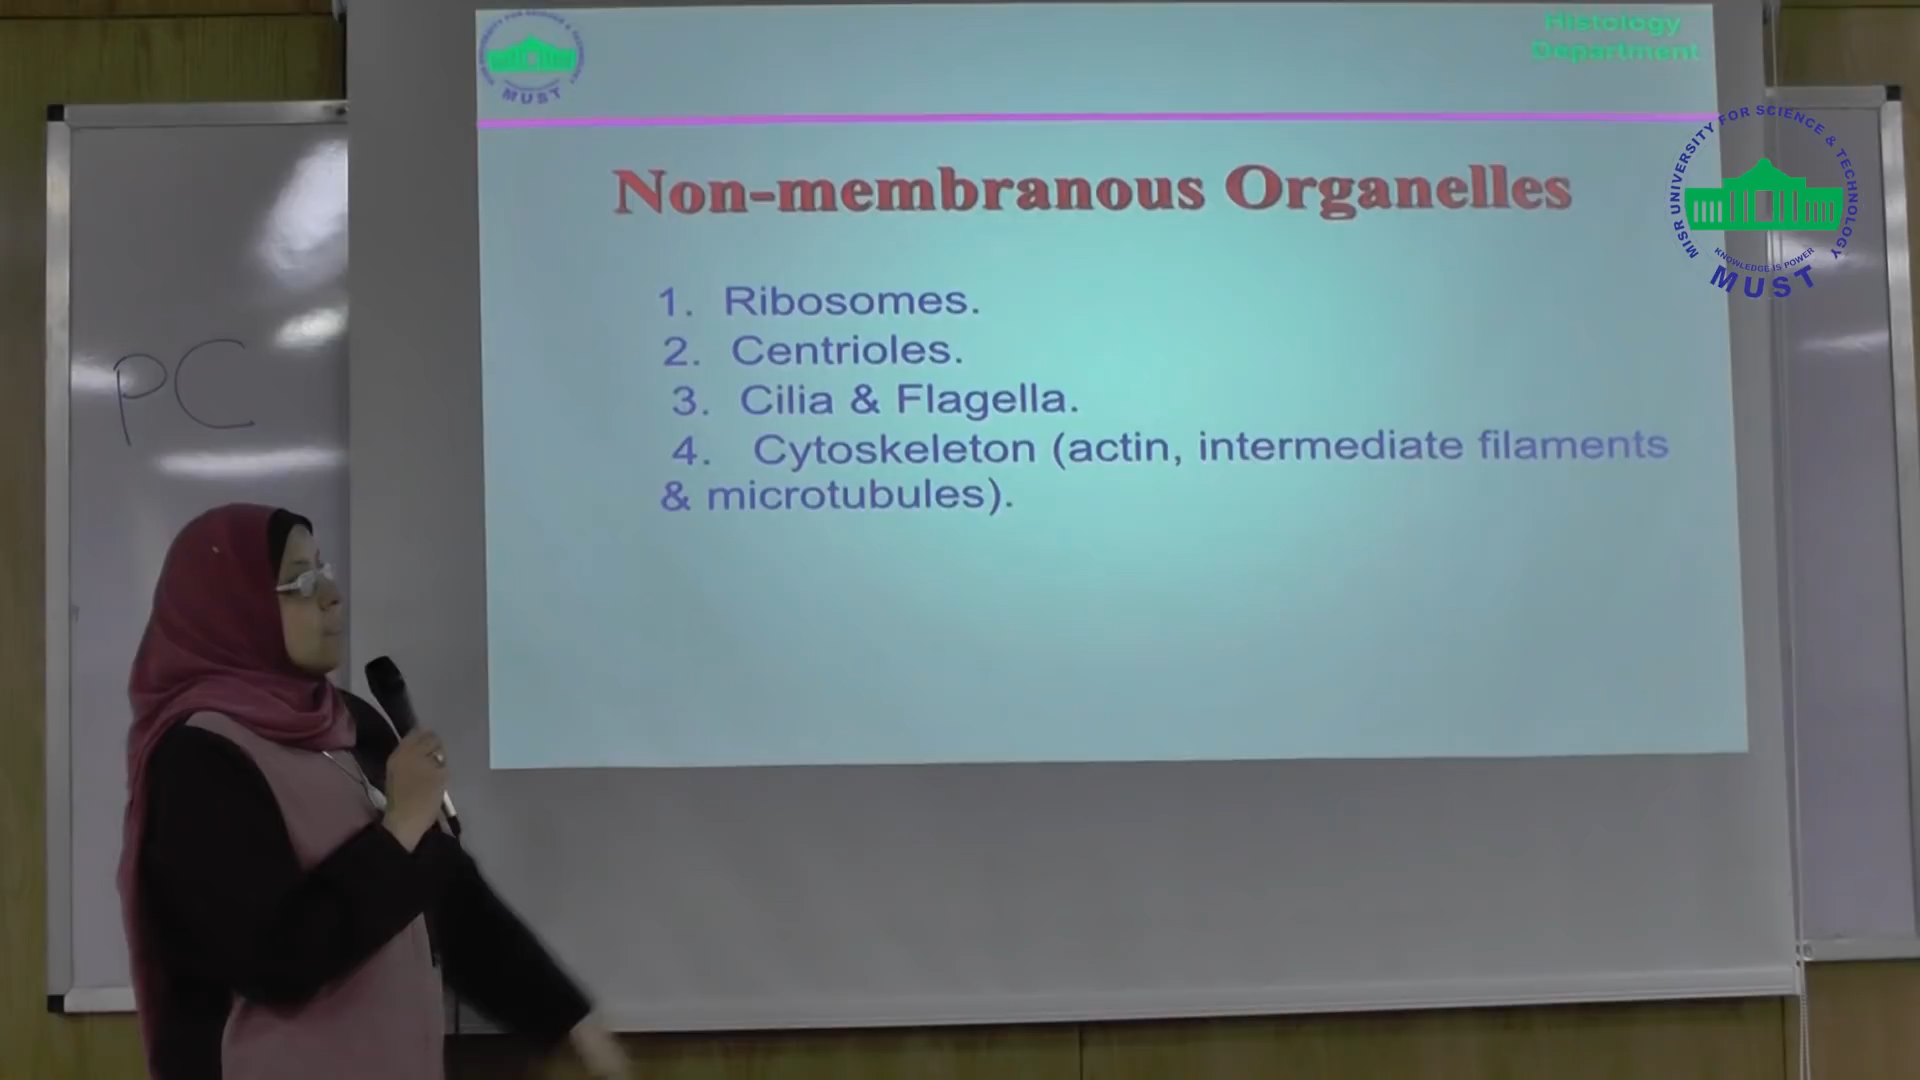 MISR UNIVERSITY FOR SCIENCE & TECHNOLOGY
KNOWLEDGE IS POWER
MUST
MUST
Histology
Department
Non-membranous Organelles
1. Ribosomes.
2. Centrioles.
3. Cilia & Flagella.
4. Cytoskeleton (actin, intermediate filaments
& microtubules).
PC